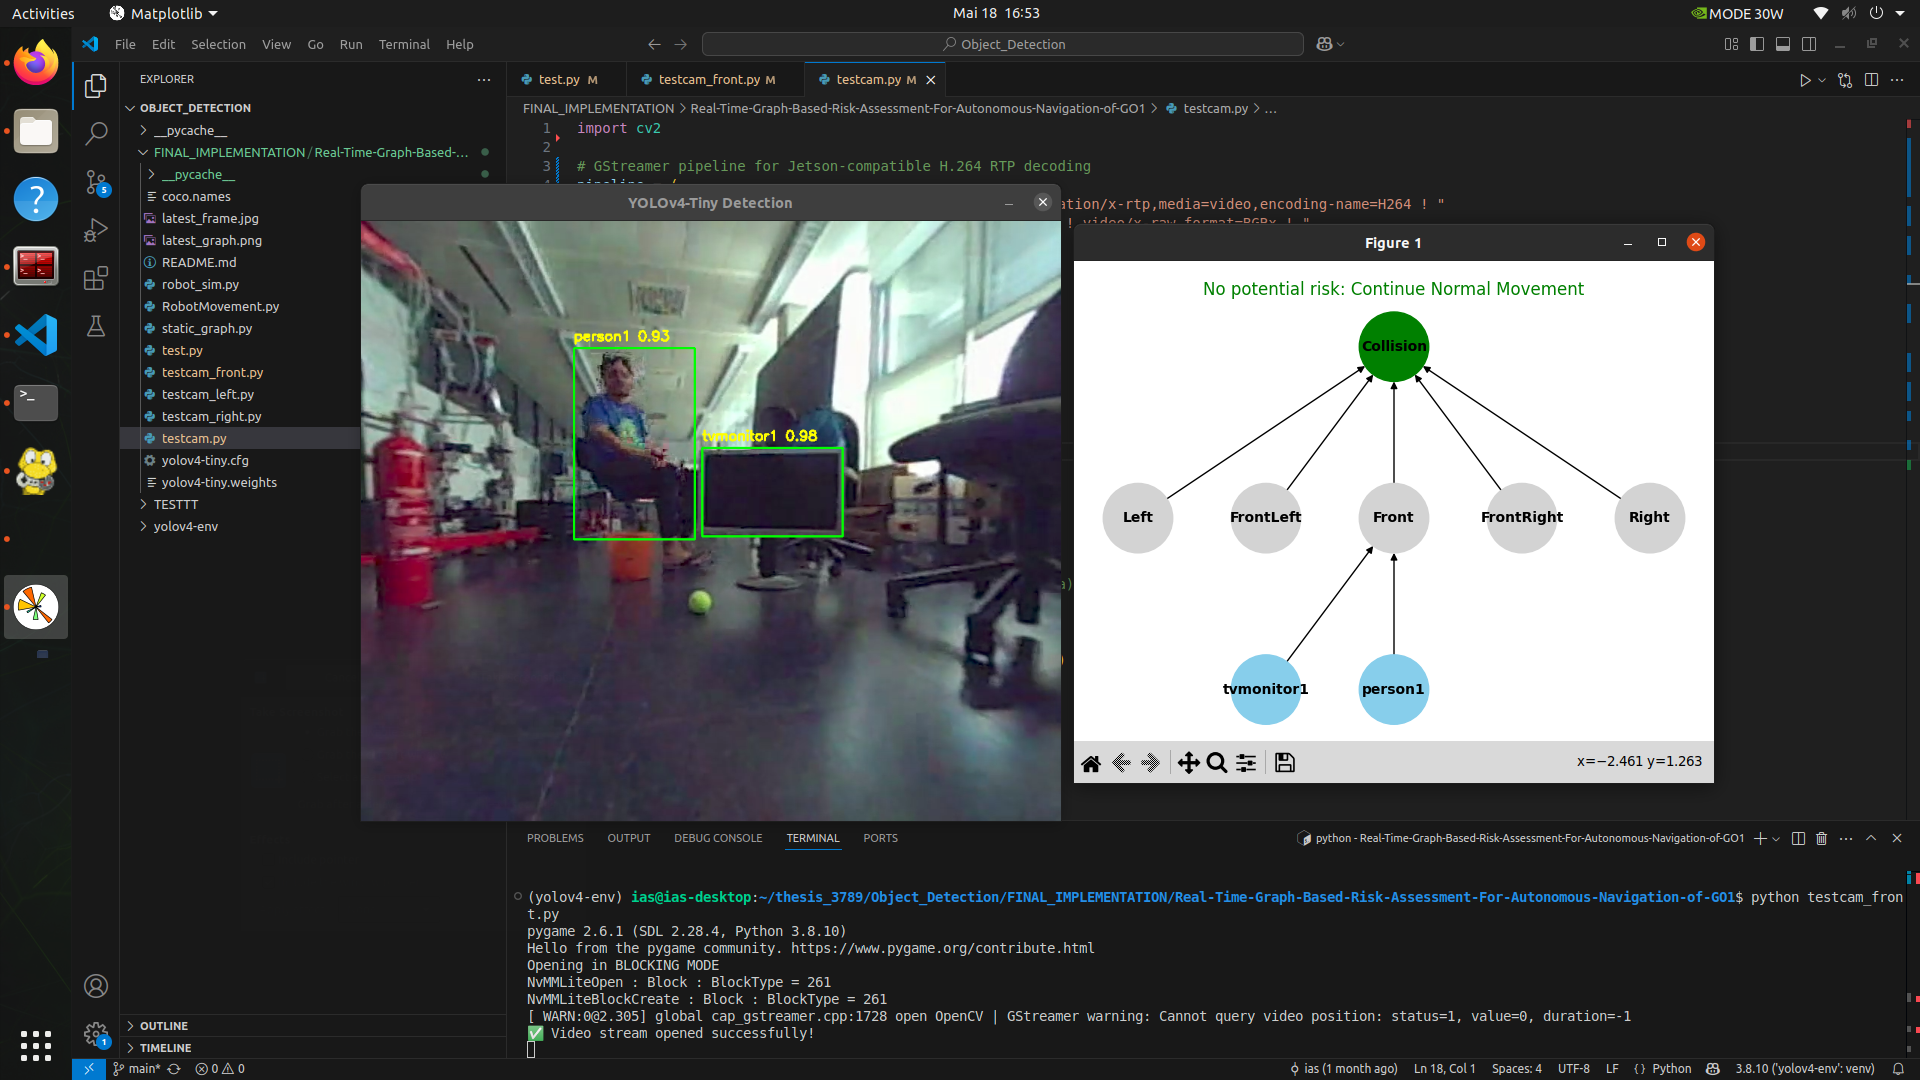 Activities
Matplotlib
Mai 18 16:53
MODE 30W
File Edit Selection View Go Run Terminal Help
Object_Detection
EXPLORER
OBJECT_DETECTION
__pycache__
FINAL_IMPLEMENTATION / Real-Time-Graph-Based-...
__pycache__
coco.names
latest_frame.jpg
latest_graph.png
README.md
robot_sim.py
RobotMovement.py
static_graph.py
test.py
testcam_front.py
testcam_left.py
testcam_right.py
testcam.py
yolov4-tiny.cfg
yolov4-tiny.weights
TESTTT
yolov4-env
OUTLINE
TIMELINE
5
1
test.py M
testcam_front.py M
testcam.py M
FINAL_IMPLEMENTATION > Real-Time-Graph-Based-Risk-Assessment-For-Autonomous-Navigation-of-GO1 > testcam.py > ...
1 import cv2
2
3 # GStreamer pipeline for Jetson-compatible H.264 RTP decoding
ation/x-rtp,media=video,encoding-name=H264 ! "
! video/x-raw,format=BGRx ! "
YOLOv4-Tiny Detection
person1 0.93
tvmonitor1 0.98
Figure 1
No potential risk: Continue Normal Movement
Collision
Left
FrontLeft
Front
FrontRight
Right
tvmonitor1
person1
x=−2.461 y=1.263
PROBLEMS OUTPUT DEBUG CONSOLE TERMINAL PORTS
python - Real-Time-Graph-Based-Risk-Assessment-For-Autonomous-Navigation-of-GO1
(yolov4-env) ias@ias-desktop:~/thesis_3789/Object_Detection/FINAL_IMPLEMENTATION/Real-Time-Graph-Based-Risk-Assessment-For-Autonomous-Navigation-of-GO1$ python testcam_fron
t.py
pygame 2.6.1 (SDL 2.28.4, Python 3.8.10)
Hello from the pygame community. https://www.pygame.org/contribute.html
Opening in BLOCKING MODE
NvMMLiteOpen : Block : BlockType = 261
NvMMLiteBlockCreate : Block : BlockType = 261
[ WARN:0@2.305] global cap_gstreamer.cpp:1728 open OpenCV | GStreamer warning: Cannot query video position: status=1, value=0, duration=-1
✅ Video stream opened successfully!
main* 0 0
ias (1 month ago) Ln 18, Col 1 Spaces: 4 UTF-8 LF {} Python 3.8.10 ('yolov4-env': venv)